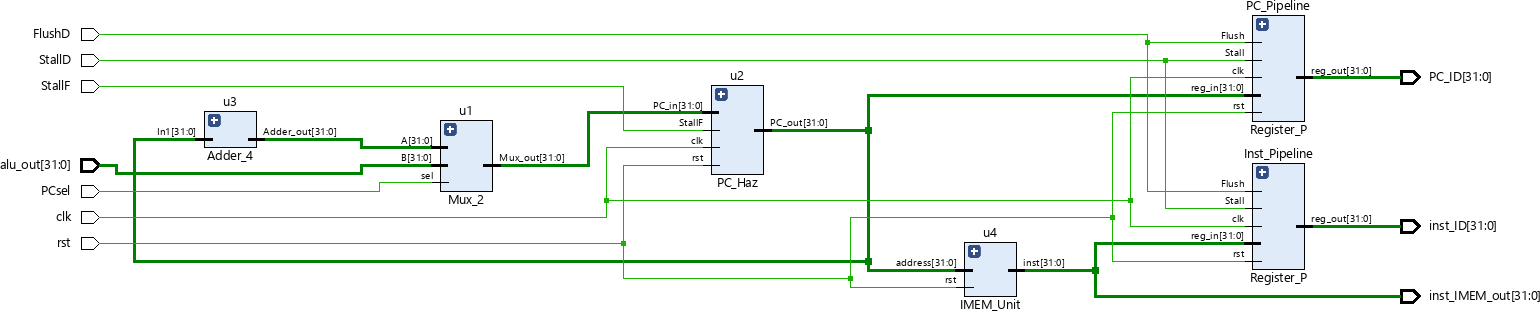 FlushD
StallD
StallF
alu_out[31:0]
PCsel
clk
rst
u3
In1[31:0]
Adder_out[31:0]
Adder_4
u1
A[31:0]
B[31:0]
sel
Mux_out[31:0]
Mux_2
u2
PC_in[31:0]
StallF
clk
rst
PC_out[31:0]
PC_Haz
u4
address[31:0]
rst
inst[31:0]
IMEM_Unit
PC_Pipeline
Flush
Stall
clk
reg_in[31:0]
rst
reg_out[31:0]
Register_P
Inst_Pipeline
Flush
Stall
clk
reg_in[31:0]
rst
reg_out[31:0]
Register_P
PC_ID[31:0]
inst_ID[31:0]
inst_IMEM_out[31:0]